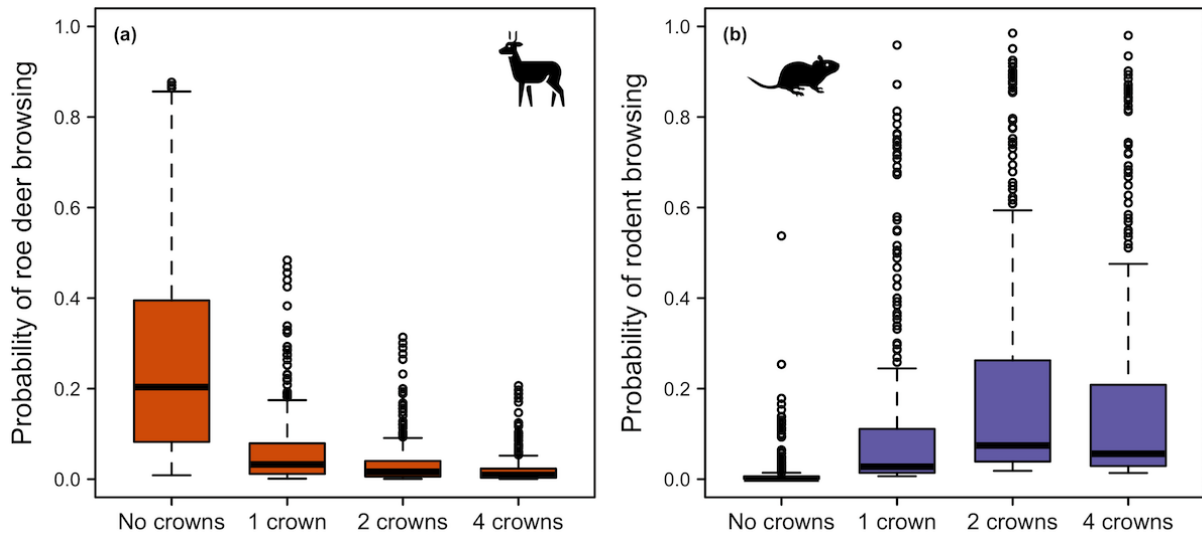 (a)
Probability of roe deer browsing
1.0
0.8
0.6
0.4
0.2
0.0
No crowns 1 crown 2 crowns 4 crowns
(b)
Probability of rodent browsing
1.0
0.8
0.6
0.4
0.2
0.0
No crowns 1 crown 2 crowns 4 crowns